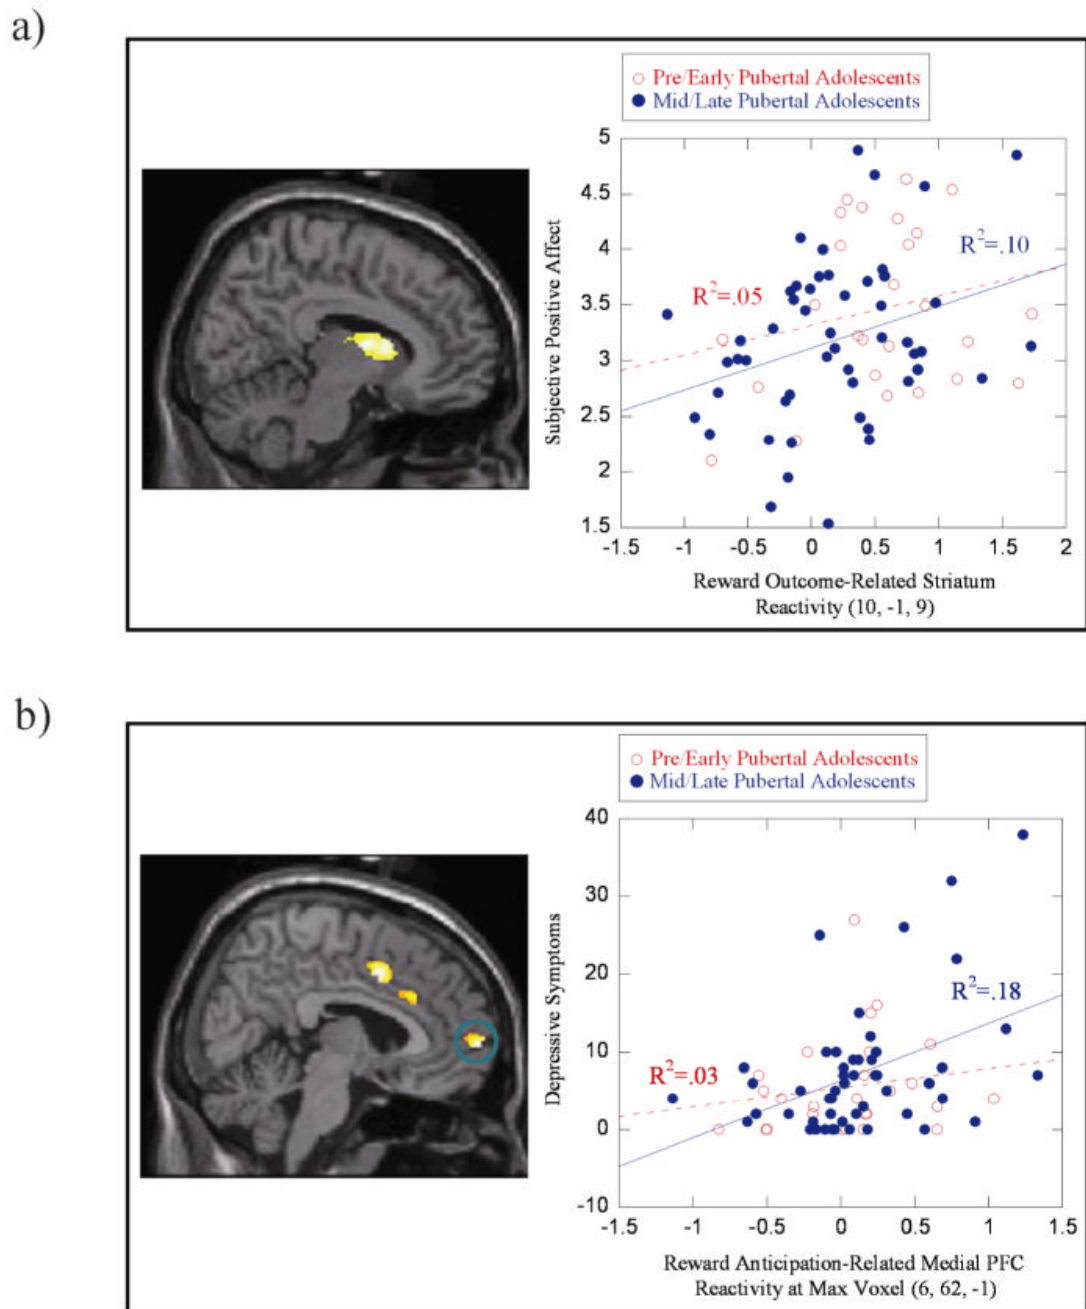 a)
Pre/Early Pubertal Adolescents
Mid/Late Pubertal Adolescents
5
4.5
4
3.5
3
2.5
2
1.5
Subjective Positive Affect
R²=.10
R²=.05
-1.5 -1 -0.5 0 0.5 1 1.5 2
Reward Outcome-Related Striatum
Reactivity (10, -1, 9)
b)
Pre/Early Pubertal Adolescents
Mid/Late Pubertal Adolescents
40
30
20
10
0
-10
Depressive Symptoms
R²=.18
R²=.03
-1.5 -1 -0.5 0 0.5 1 1.5
Reward Anticipation-Related Medial PFC
Reactivity at Max Voxel (6, 62, -1)